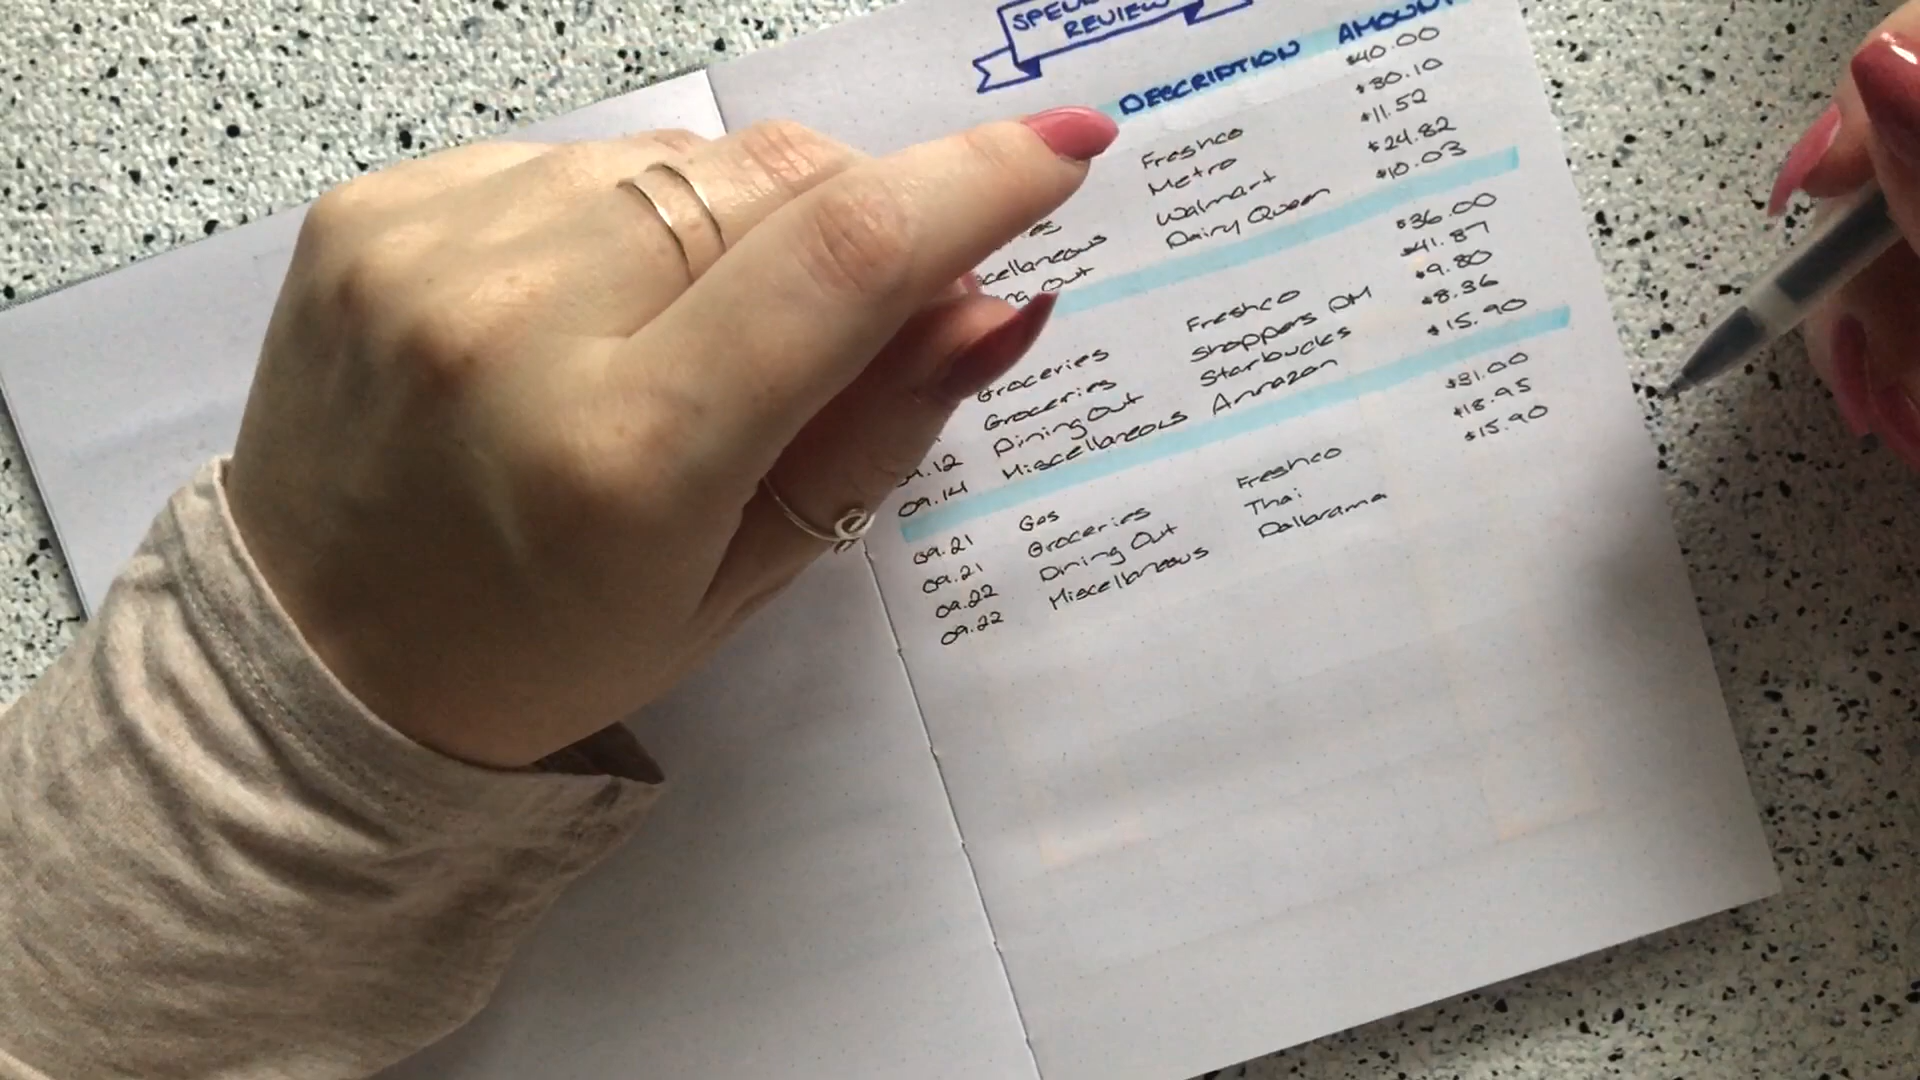 REVIEW
DESCRIPTION AMOUNT
$40.00
Freshco $30.10
Metro $11.52
Walmart $24.82
Out Dairy Queen $10.03
$36.00
Groceries Freshco $41.87
Groceries Shoppers DM $9.80
Dining Out Starbucks $8.36
09.14 Miscellaneous Amazon $15.90
09.21 Gas $31.00
09.21 Groceries Freshco $18.95
09.22 Dining Out Thai $15.90
09.22 Miscellaneous Dollarama